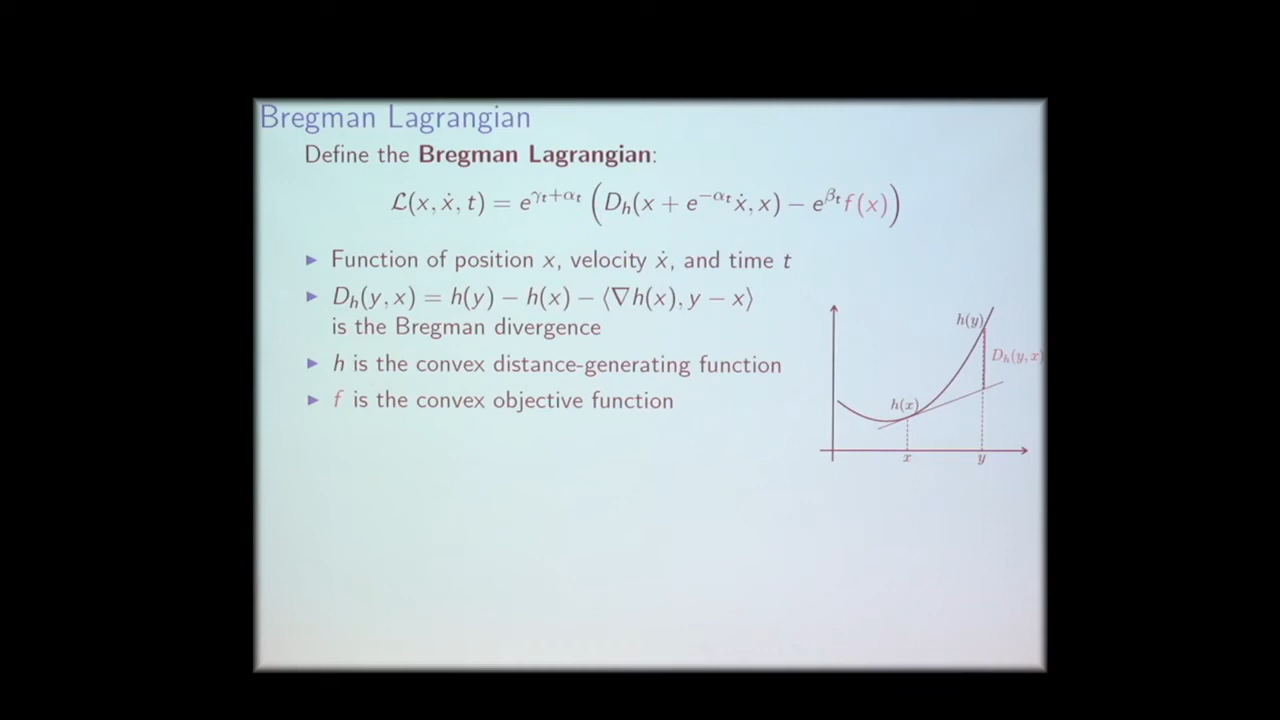 Bregman Lagrangian
Define the Bregman Lagrangian:
ℒ(x, ẋ, t) = e^{γ_t+α_t} ( D_h(x + e^{−α_t}ẋ, x) − e^{β_t} f(x) )
▶ Function of position x, velocity ẋ, and time t
▶ D_h(y, x) = h(y) − h(x) − ⟨∇h(x), y − x⟩
is the Bregman divergence
▶ h is the convex distance-generating function
▶ f is the convex objective function
h(y)
D_h(y, x)
h(x)
x
y